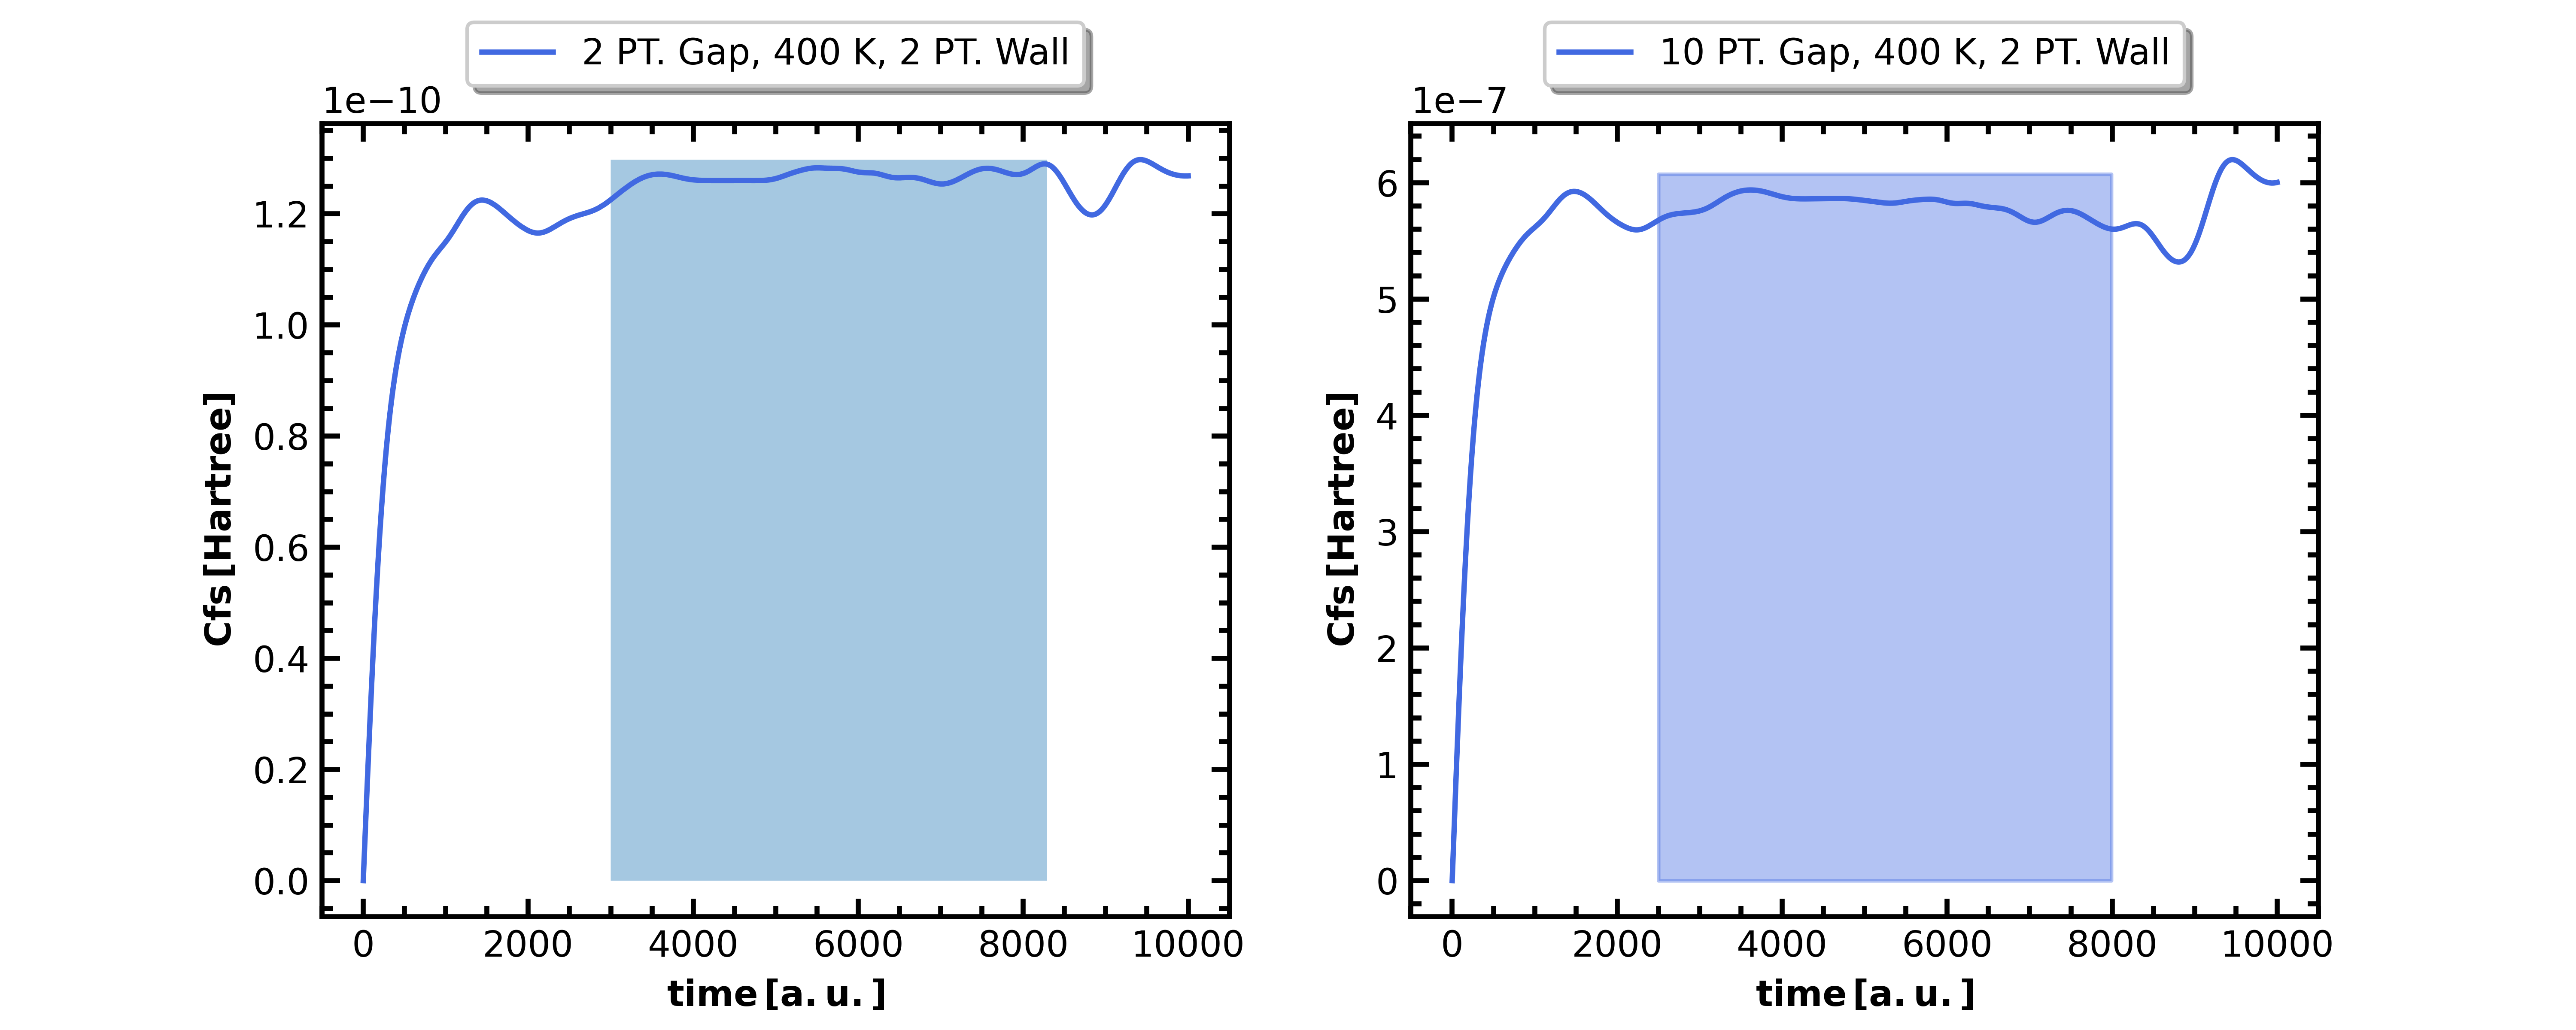 2 PT. Gap, 400 K, 2 PT. Wall
1e−10
Cfs [Hartree]
1.2
1.0
0.8
0.6
0.4
0.2
0.0
0 2000 4000 6000 8000 10000
time [a. u. ]
10 PT. Gap, 400 K, 2 PT. Wall
1e−7
Cfs [Hartree]
6
5
4
3
2
1
0
0 2000 4000 6000 8000 10000
time [a. u. ]